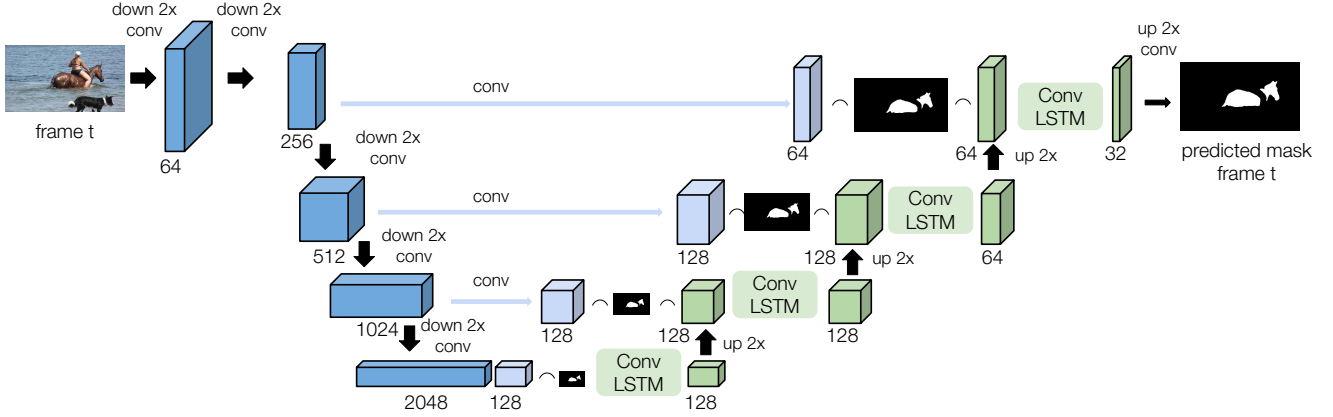 down 2x
conv
down 2x
conv
frame t
64
256
down 2x
conv
conv
64
64
Conv
LSTM
32
up 2x
conv
predicted mask
frame t
up 2x
512
down 2x
conv
conv
128
128
Conv
LSTM
64
up 2x
1024
down 2x
conv
conv
128
128
Conv
LSTM
128
up 2x
2048
128
Conv
LSTM
128